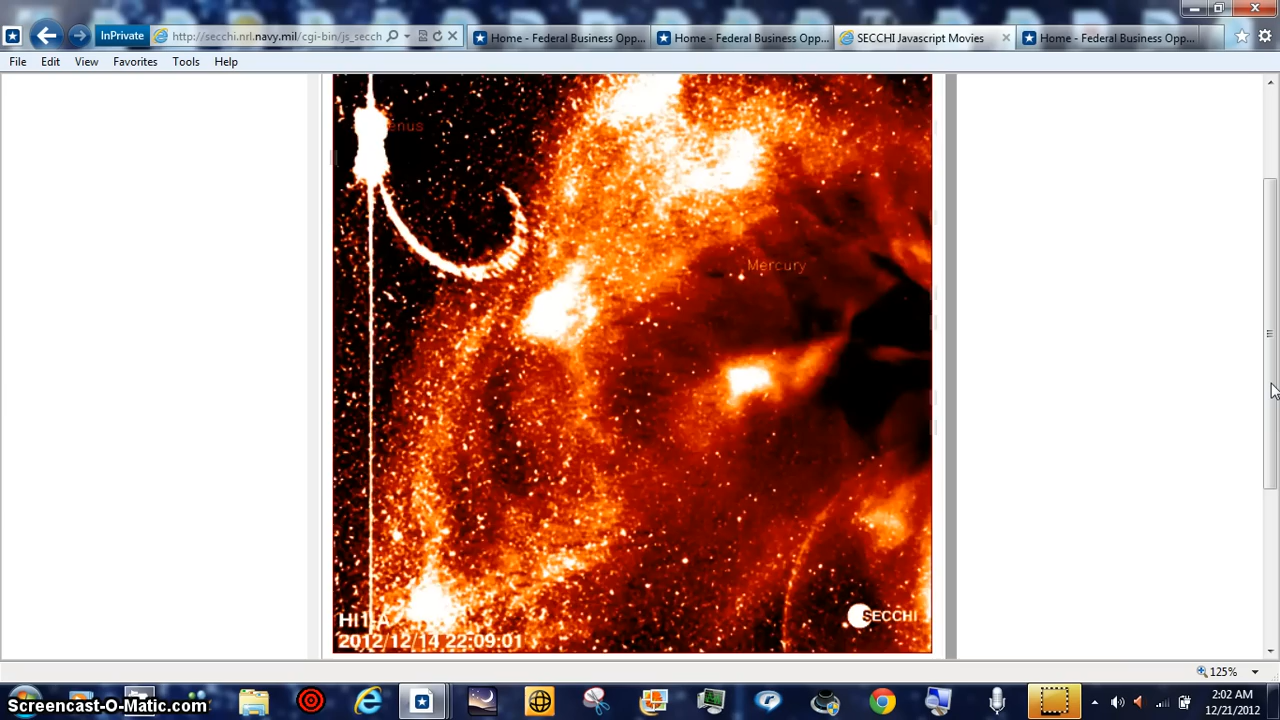 InPrivate
http://secchi.nrl.navy.mil/cgi-bin/js_secch
Home - Federal Business Opp...
Home - Federal Business Opp...
SECCHI Javascript Movies
Home - Federal Business Opp...
File Edit View Favorites Tools Help
enus
Mercury
HI1-A
SECCHI
2012/12/14 22:09:01
125%
Screencast-O-Matic.com
2:02 AM
12/21/2012